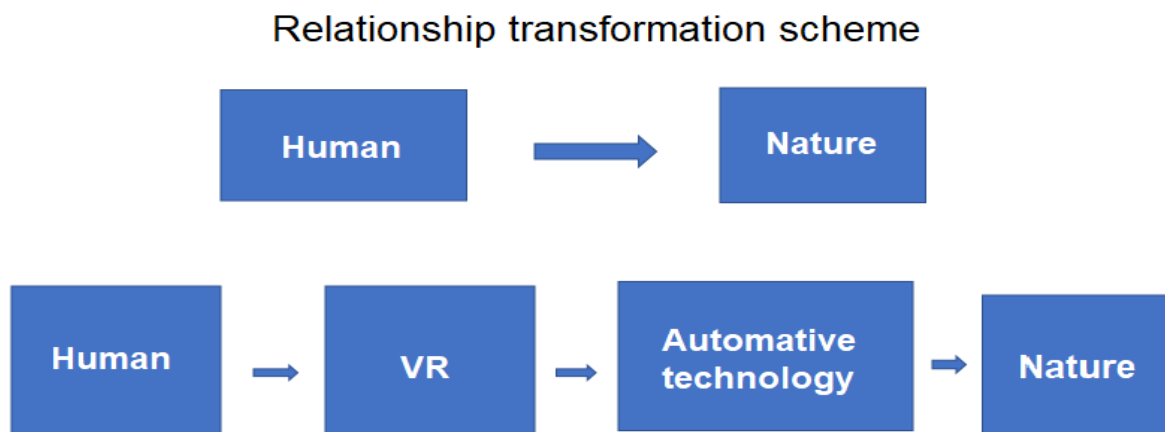 Relationship transformation scheme
Human
Nature
Human
VR
Automative
technology
Nature